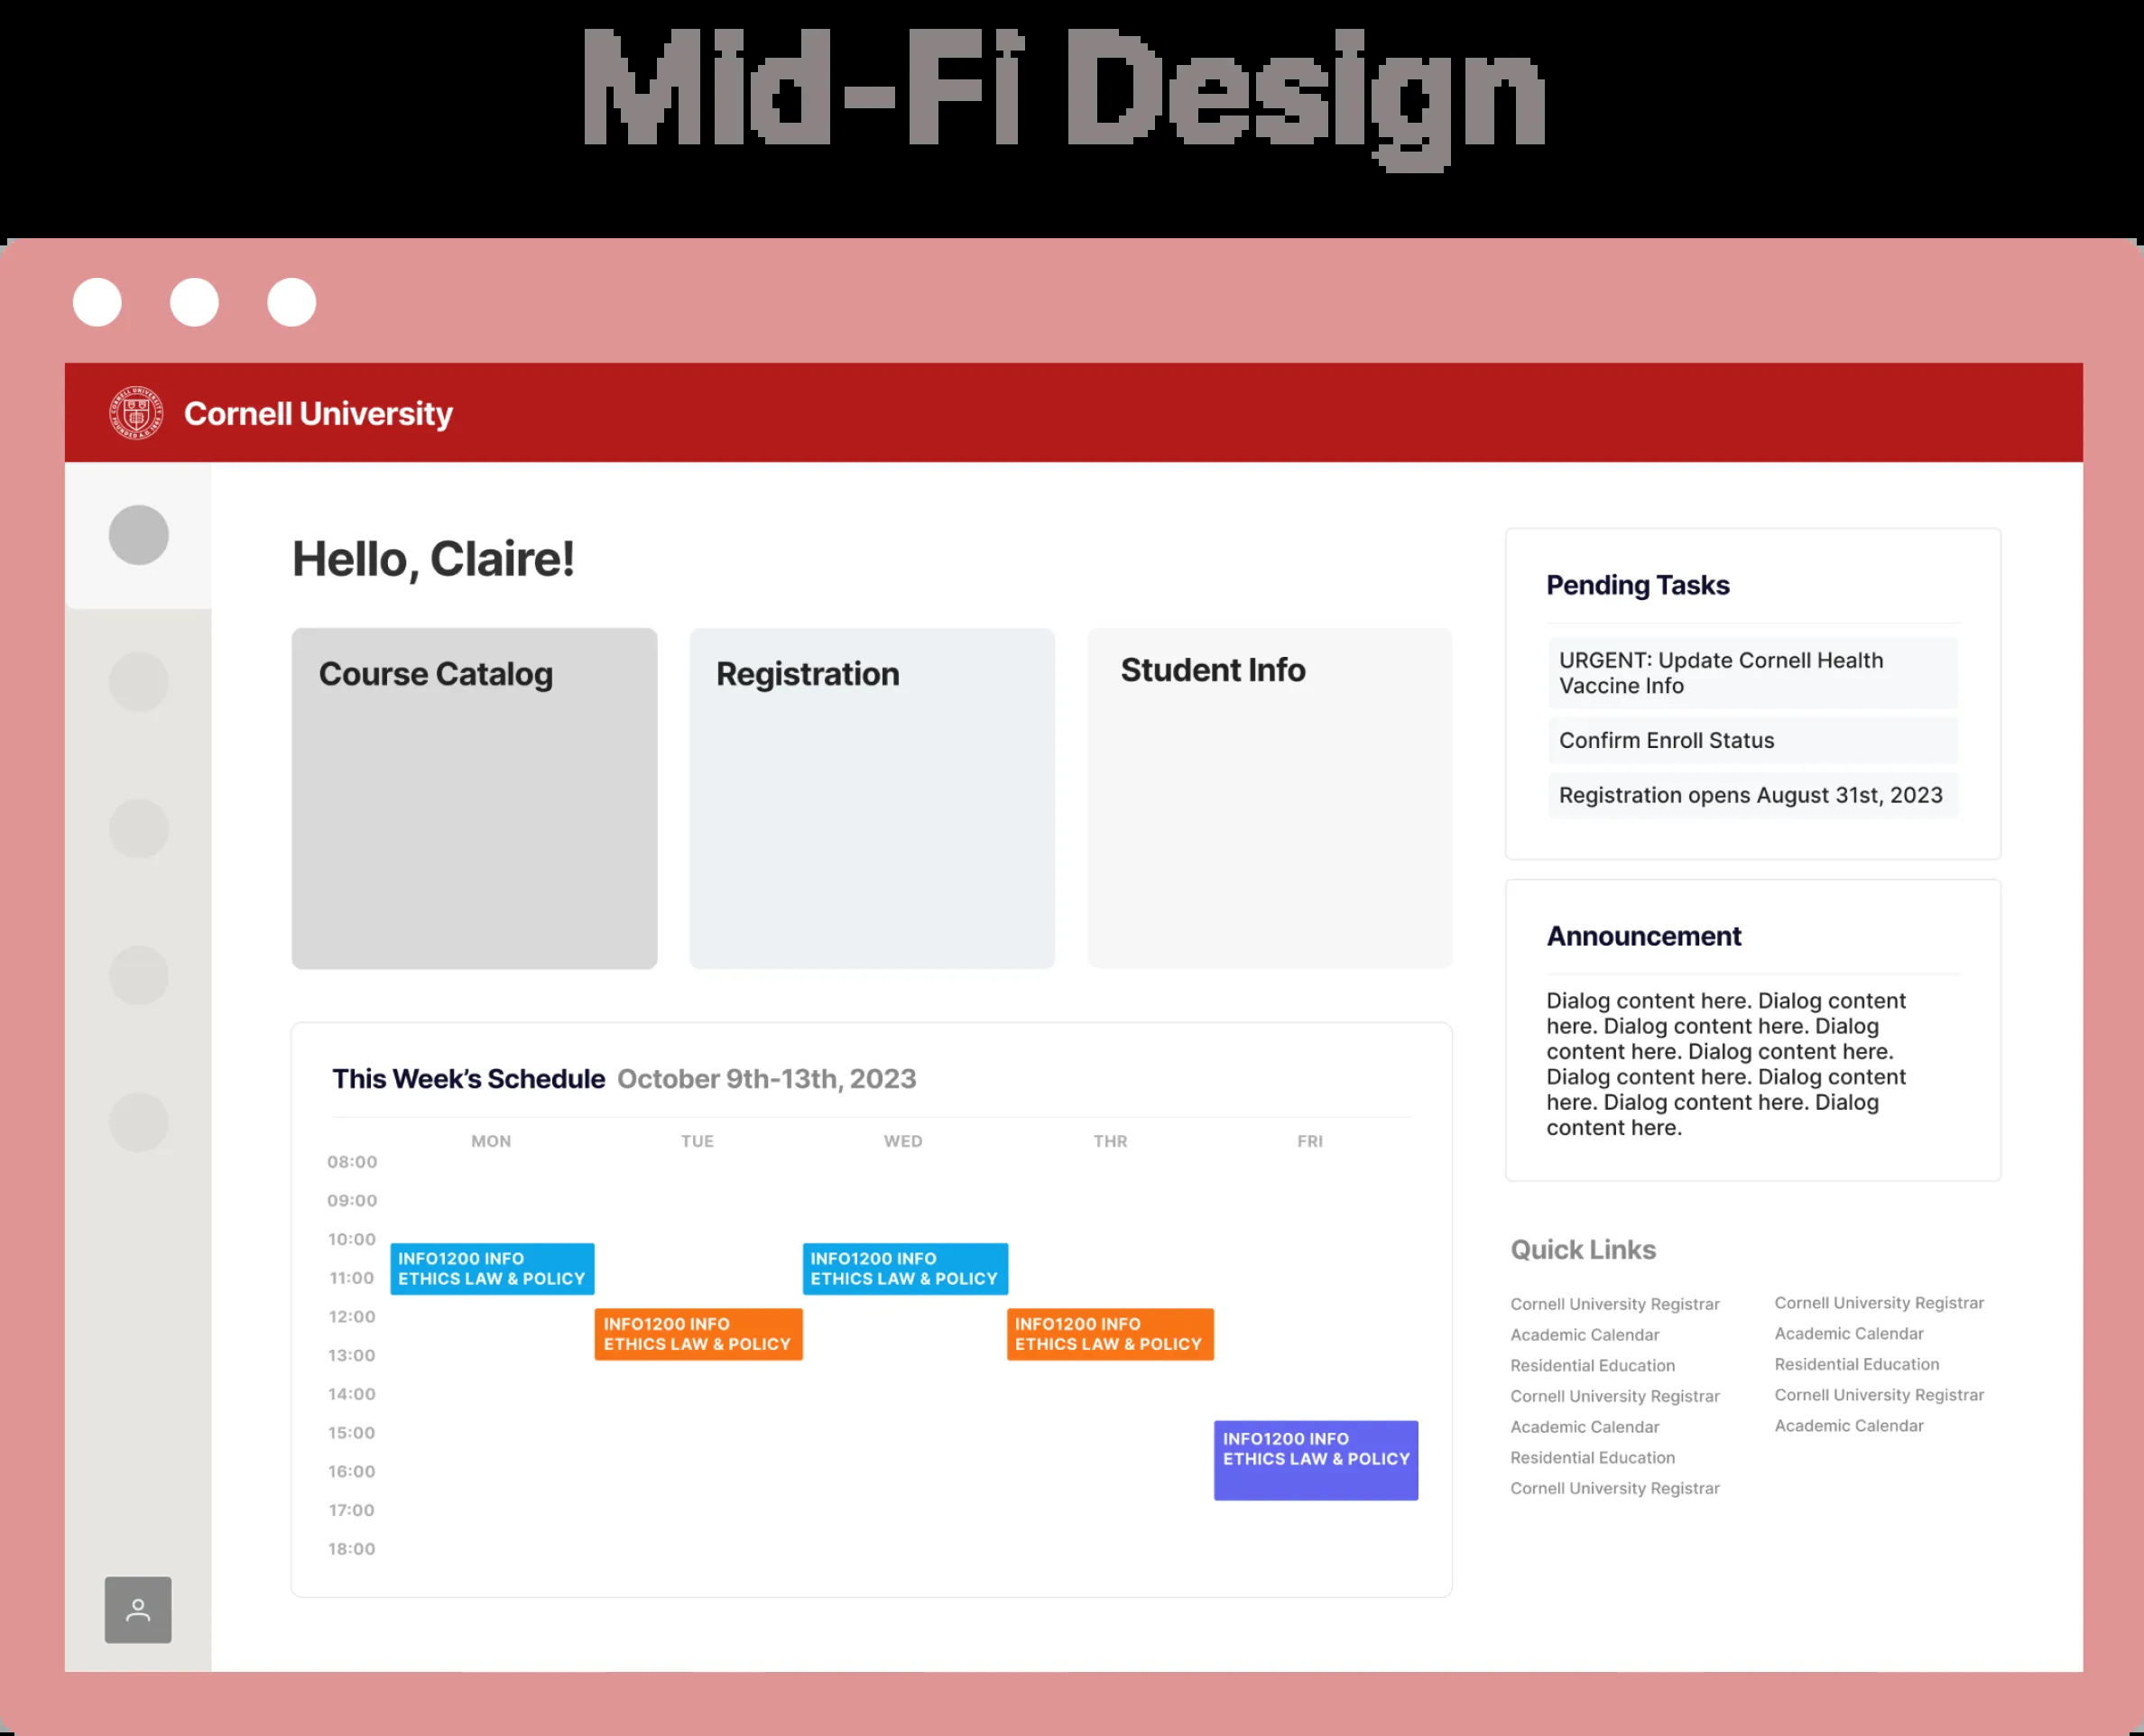 Mid-Fi Design
Cornell University
Hello, Claire!
Course Catalog
Registration
Student Info
This Week's Schedule October 9th-13th, 2023
MON TUE WED THR FRI
08:00
09:00
10:00
11:00
12:00
13:00
14:00
15:00
16:00
17:00
18:00
INFO1200 INFO
ETHICS LAW & POLICY
INFO1200 INFO
ETHICS LAW & POLICY
INFO1200 INFO
ETHICS LAW & POLICY
INFO1200 INFO
ETHICS LAW & POLICY
INFO1200 INFO
ETHICS LAW & POLICY
Pending Tasks
URGENT: Update Cornell Health
Vaccine Info
Confirm Enroll Status
Registration opens August 31st, 2023
Announcement
Dialog content here. Dialog content
here. Dialog content here. Dialog
content here. Dialog content here.
Dialog content here. Dialog content
here. Dialog content here. Dialog
content here.
Quick Links
Cornell University Registrar
Academic Calendar
Residential Education
Cornell University Registrar
Academic Calendar
Residential Education
Cornell University Registrar
Cornell University Registrar
Academic Calendar
Residential Education
Cornell University Registrar
Academic Calendar